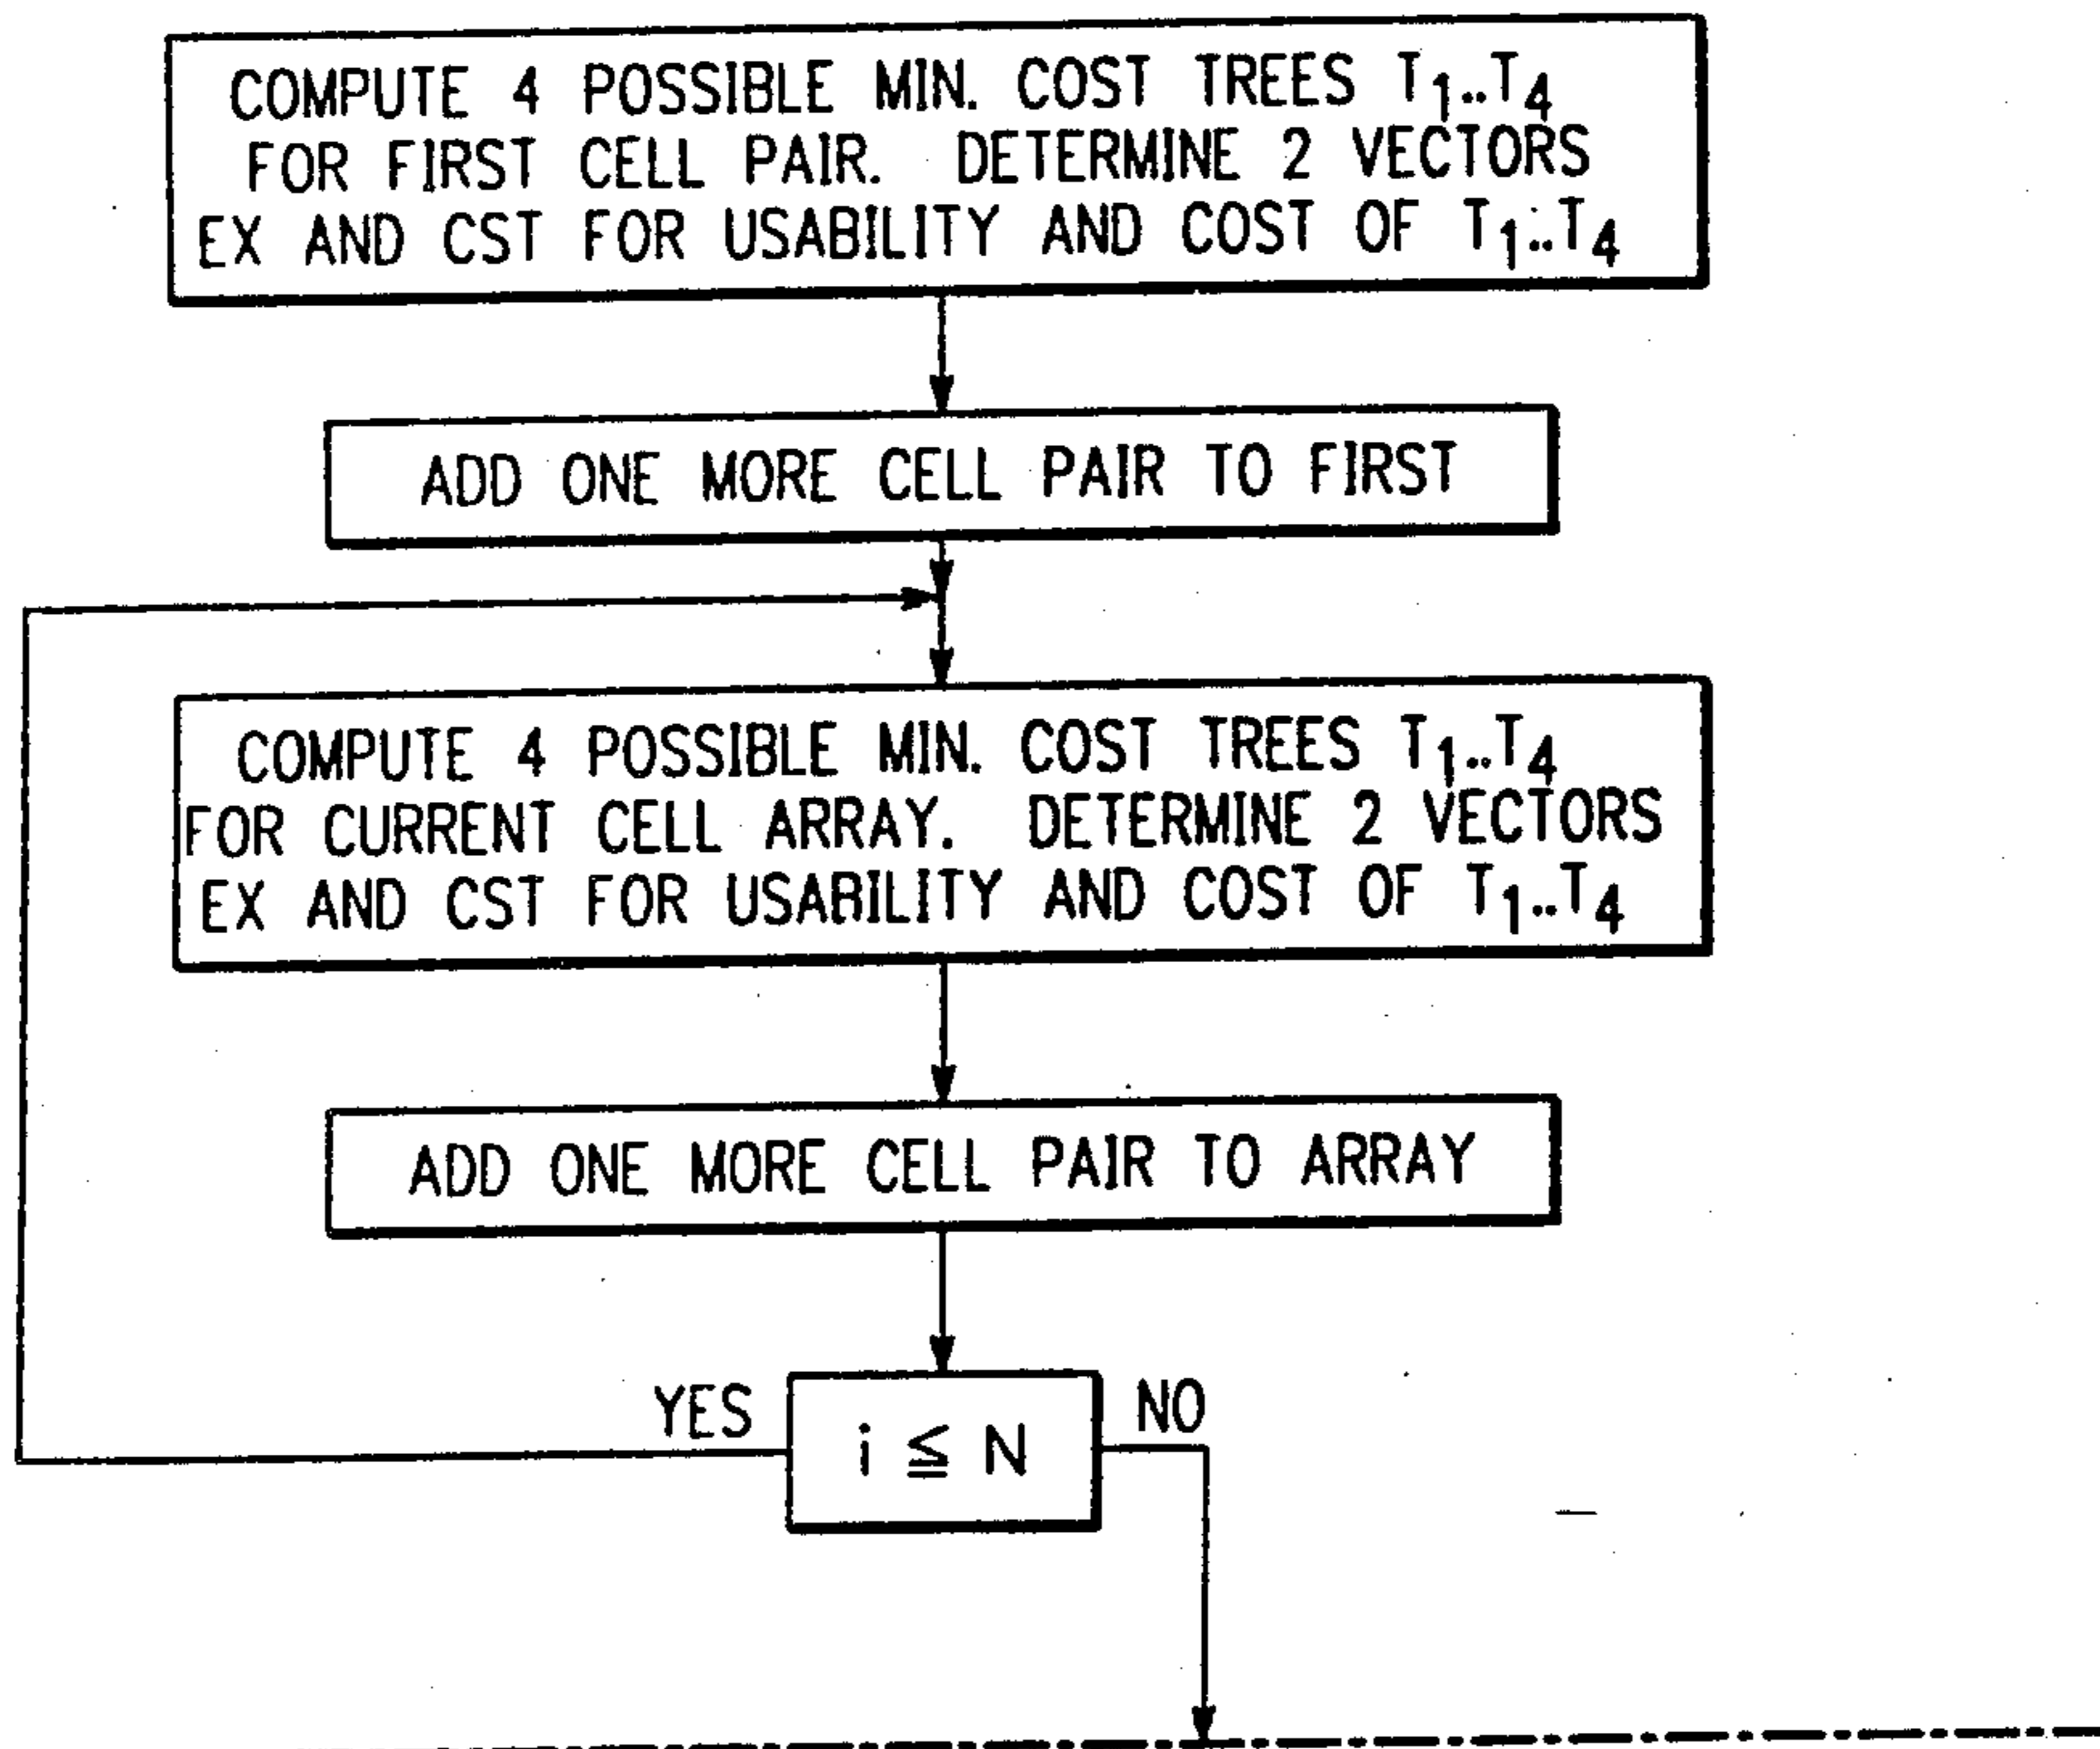 COMPUTE 4 POSSIBLE MIN. COST TREES T1..T4
FOR FIRST CELL PAIR. DETERMINE 2 VECTORS
EX AND CST FOR USABILITY AND COST OF T1..T4
ADD ONE MORE CELL PAIR TO FIRST
COMPUTE 4 POSSIBLE MIN. COST TREES T1..T4
FOR CURRENT CELL ARRAY. DETERMINE 2 VECTORS
EX AND CST FOR USABILITY AND COST OF T1..T4
ADD ONE MORE CELL PAIR TO ARRAY
YES
i ≦ N
NO